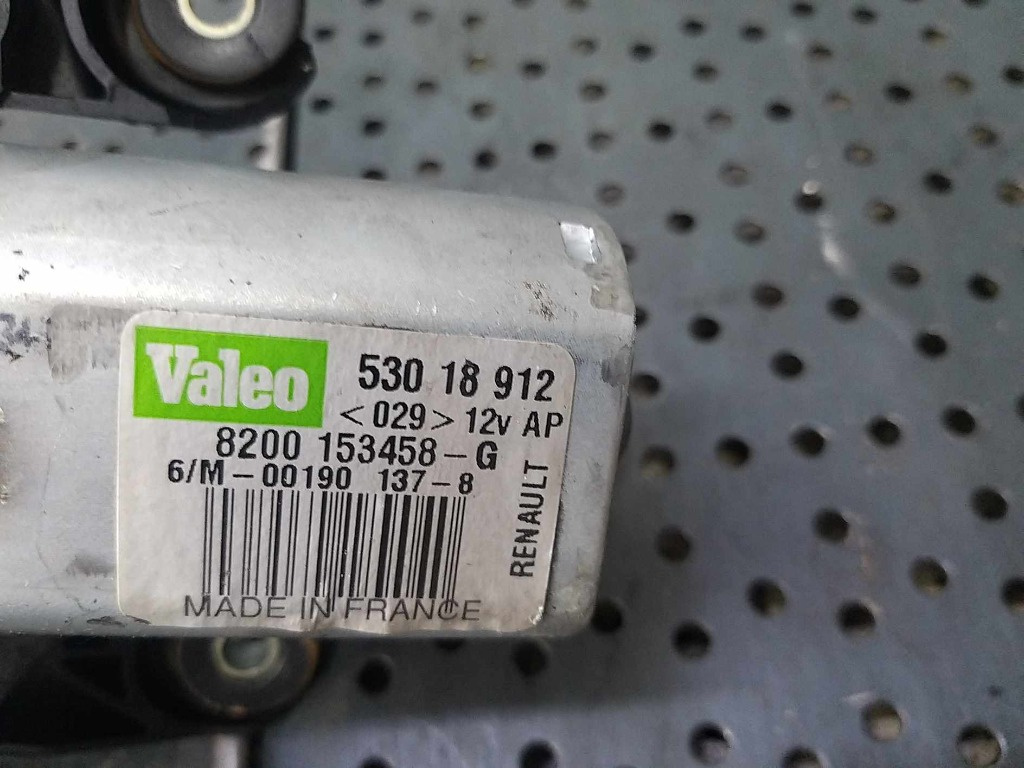 Valeo
530 18 912
<029> 12v AP
8200 153458-G
6/M-00190 137-8
RENAULT
MADE IN FRANCE